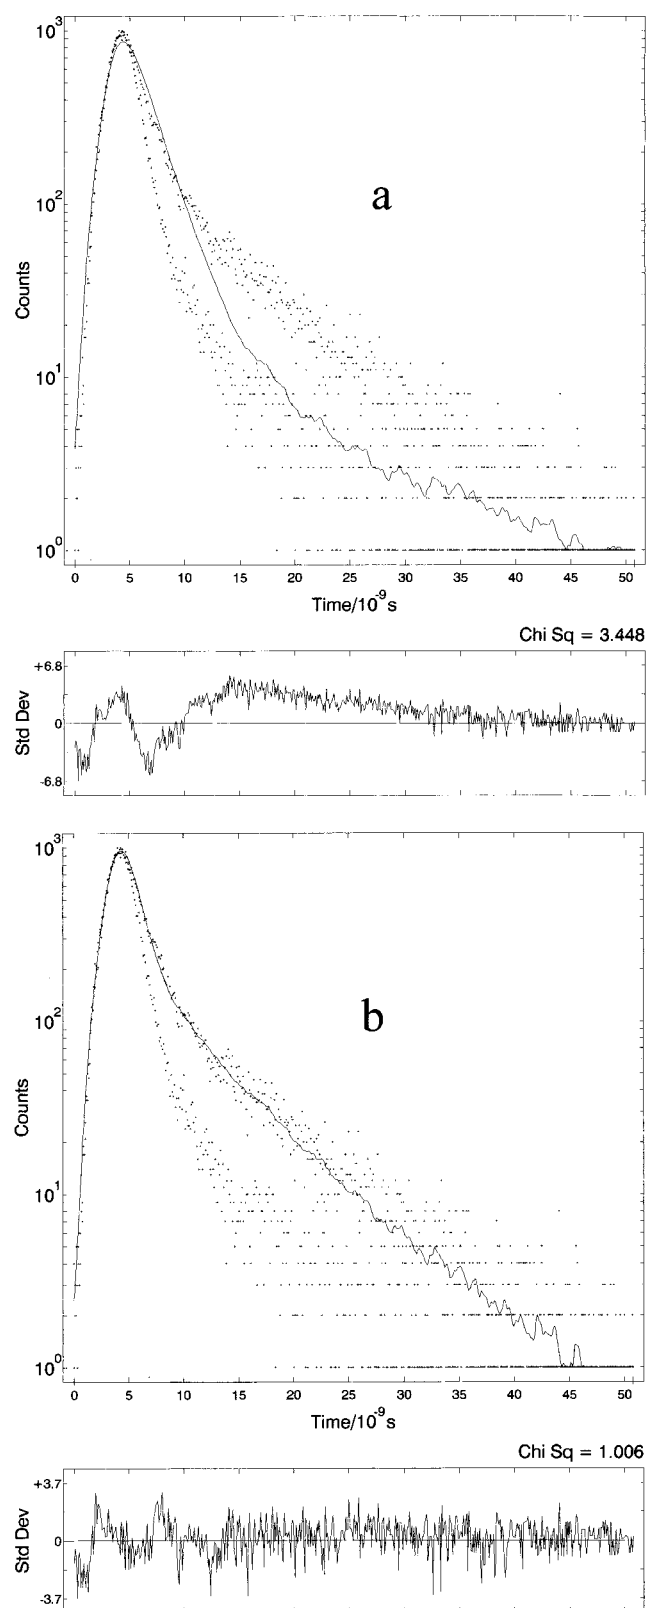 10³
10²
10¹
10⁰
Counts
a
0 5 10 15 20 25 30 35 40 45 50
Time/10⁻⁹s
Chi Sq = 3.448
+6.8
0
-6.8
Std Dev
10³
10²
10¹
10⁰
Counts
b
0 5 10 15 20 25 30 35 40 45 50
Time/10⁻⁹s
Chi Sq = 1.006
+3.7
0
-3.7
Std Dev